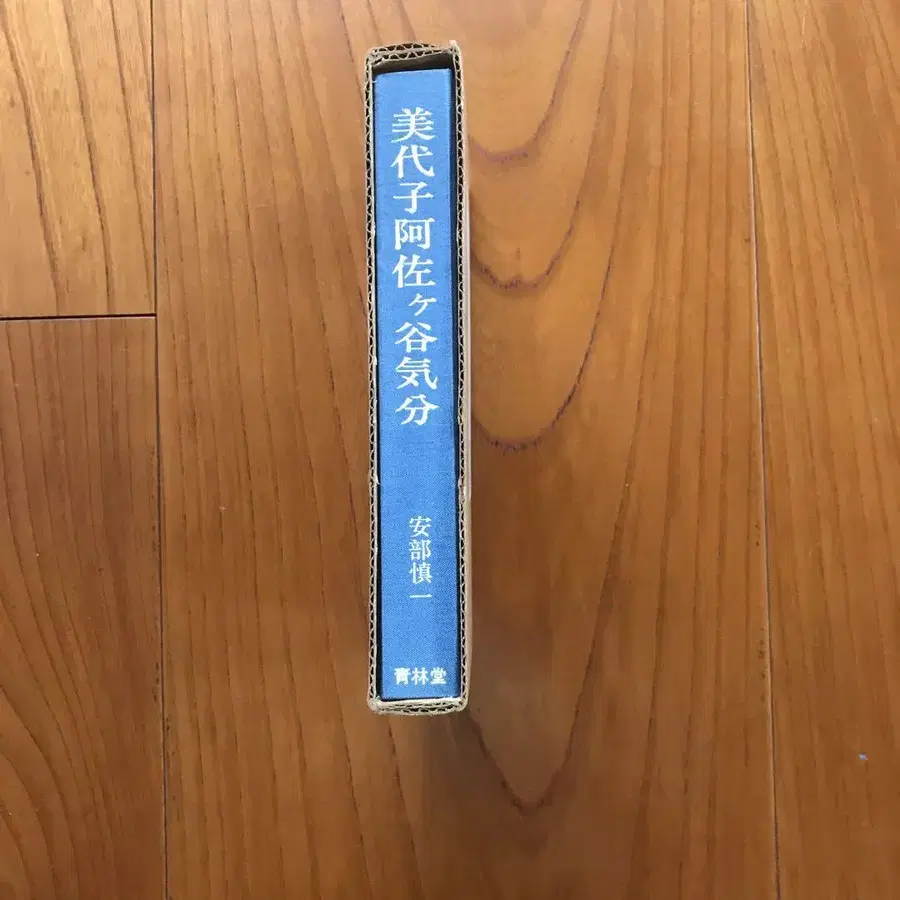 美代子阿佐ヶ谷気分
安部慎一
青林堂